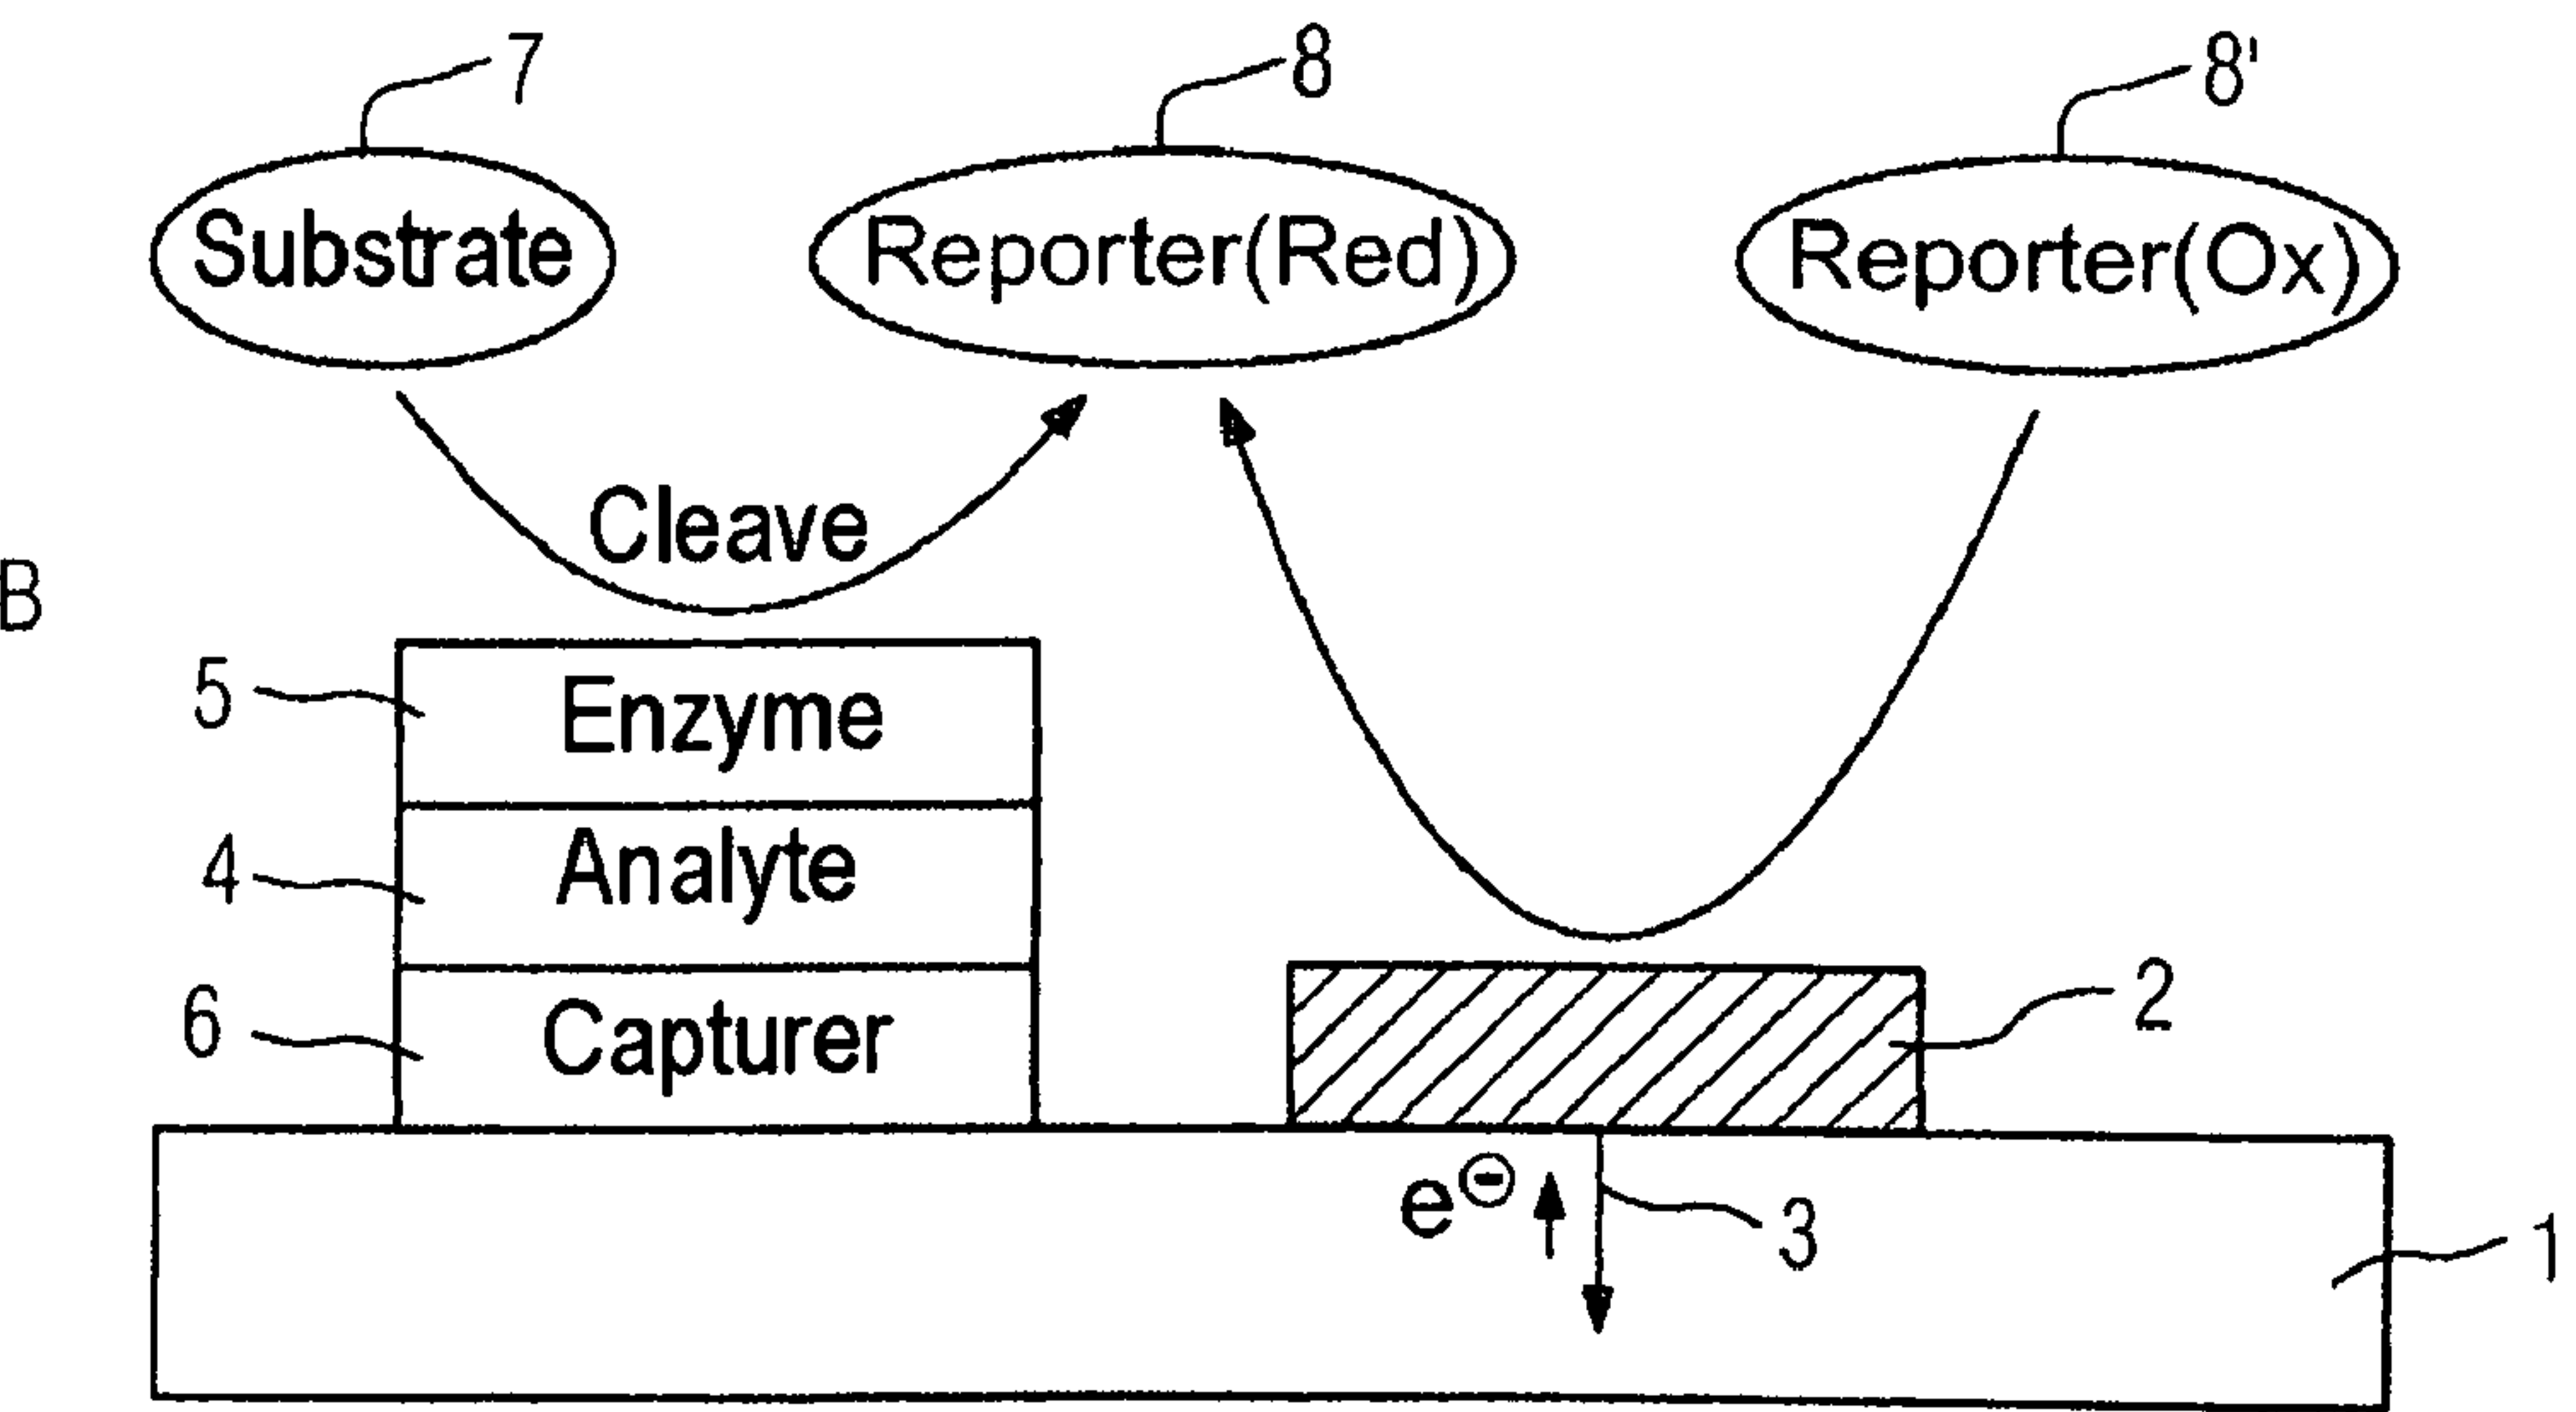 7 8 8'
Substrate Reporter(Red) Reporter(Ox)
Cleave
B
5 Enzyme
4 Analyte
6 Capturer 2
e⊖ 3
1